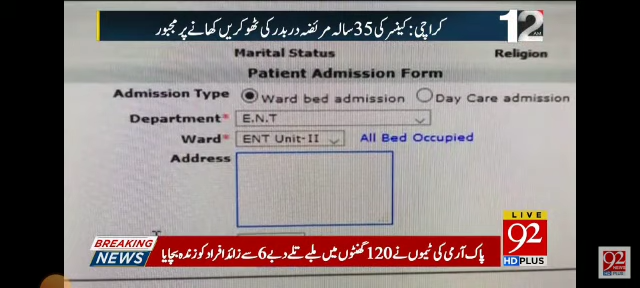 کراچی: کینسر کی 35 سالہ مریضہ دربدر کی ٹھوکریں کھانے پر مجبور
12
AM
Marital Status
Religion
Patient Admission Form
Admission Type
Ward bed admission
Day Care admission
Department*
E.N.T
Ward*
ENT Unit-II
All Bed Occupied
Address
LIVE
92
HD PLUS
BREAKING
NEWS
پاک آرمی کی ٹیموں نے 120 گھنٹوں میں ملبے تلے دبے 6 سے زائد افراد کو زندہ بچایا
92
HD PLUS